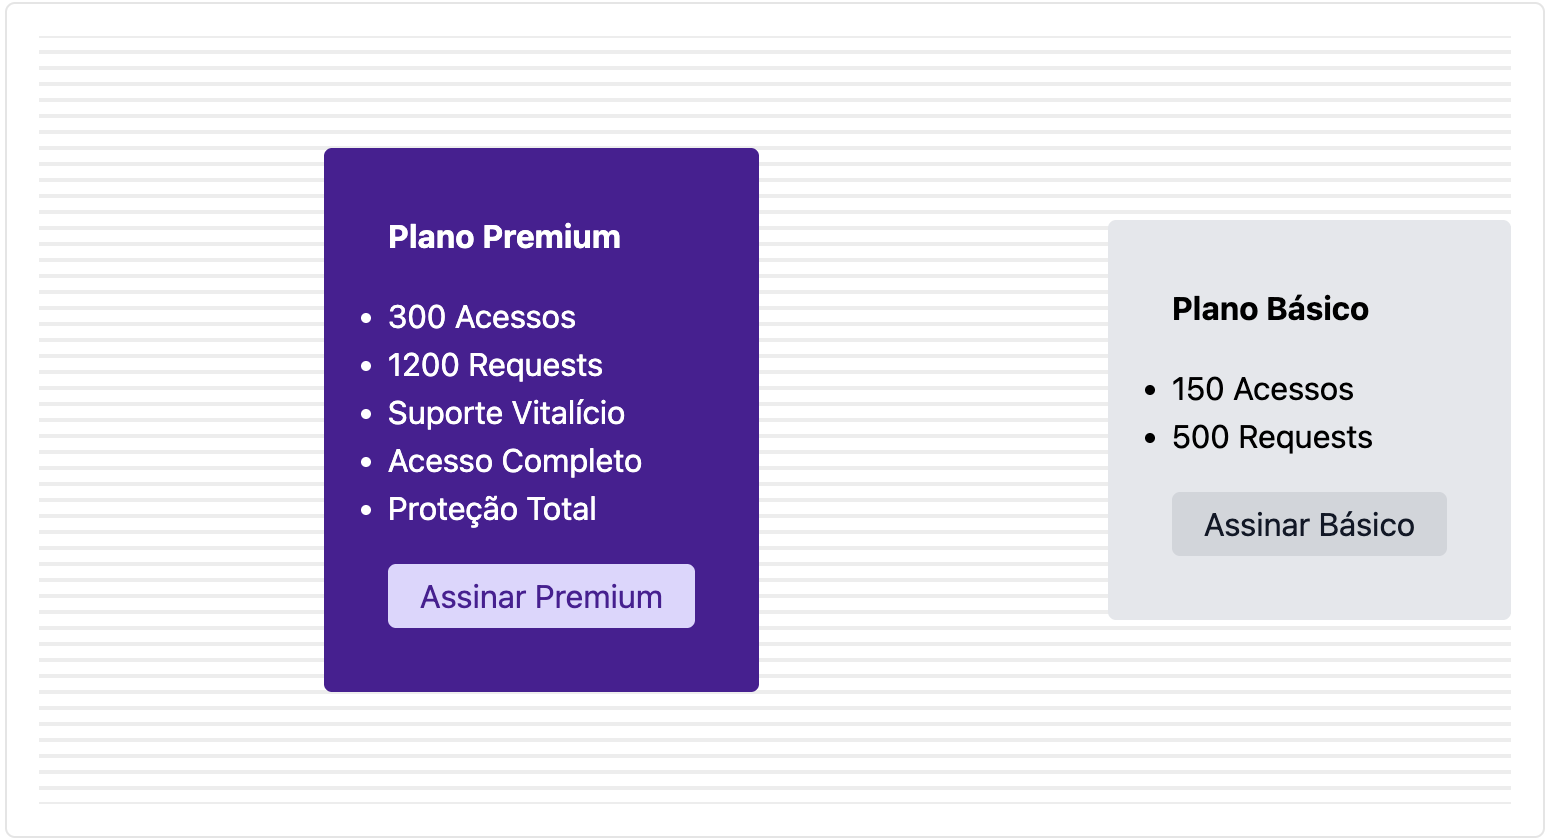 Plano Premium
300 Acessos
1200 Requests
Suporte Vitalício
Acesso Completo
Proteção Total
Assinar Premium
Plano Básico
150 Acessos
500 Requests
Assinar Básico